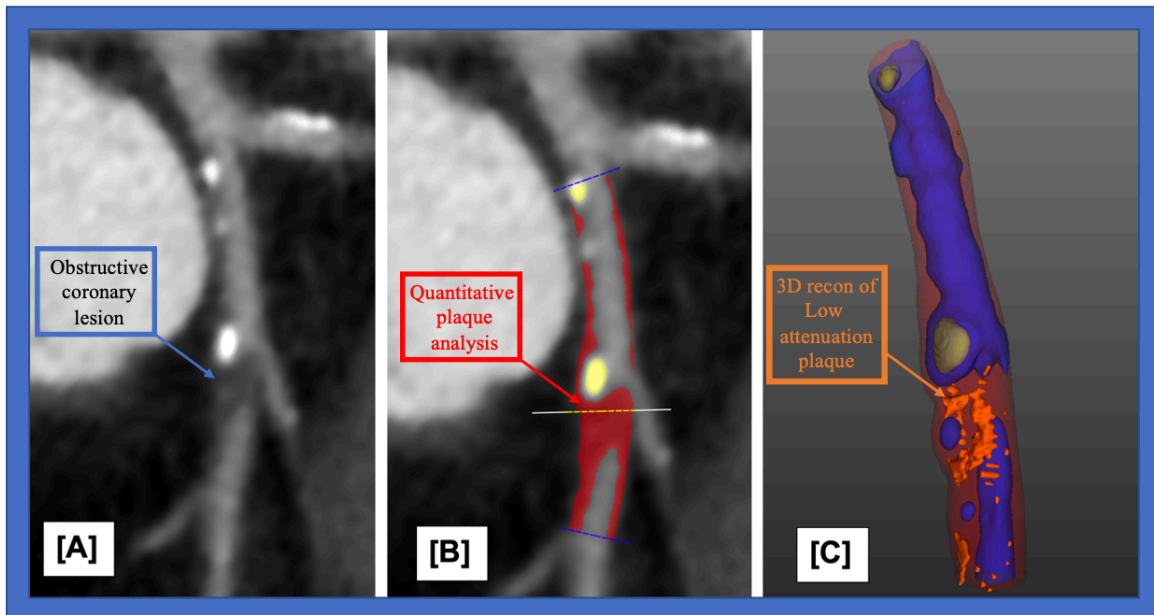 Obstructive
coronary
lesion
[A]
Quantitative
plaque
analysis
[B]
3D recon of
Low
attenuation
plaque
[C]